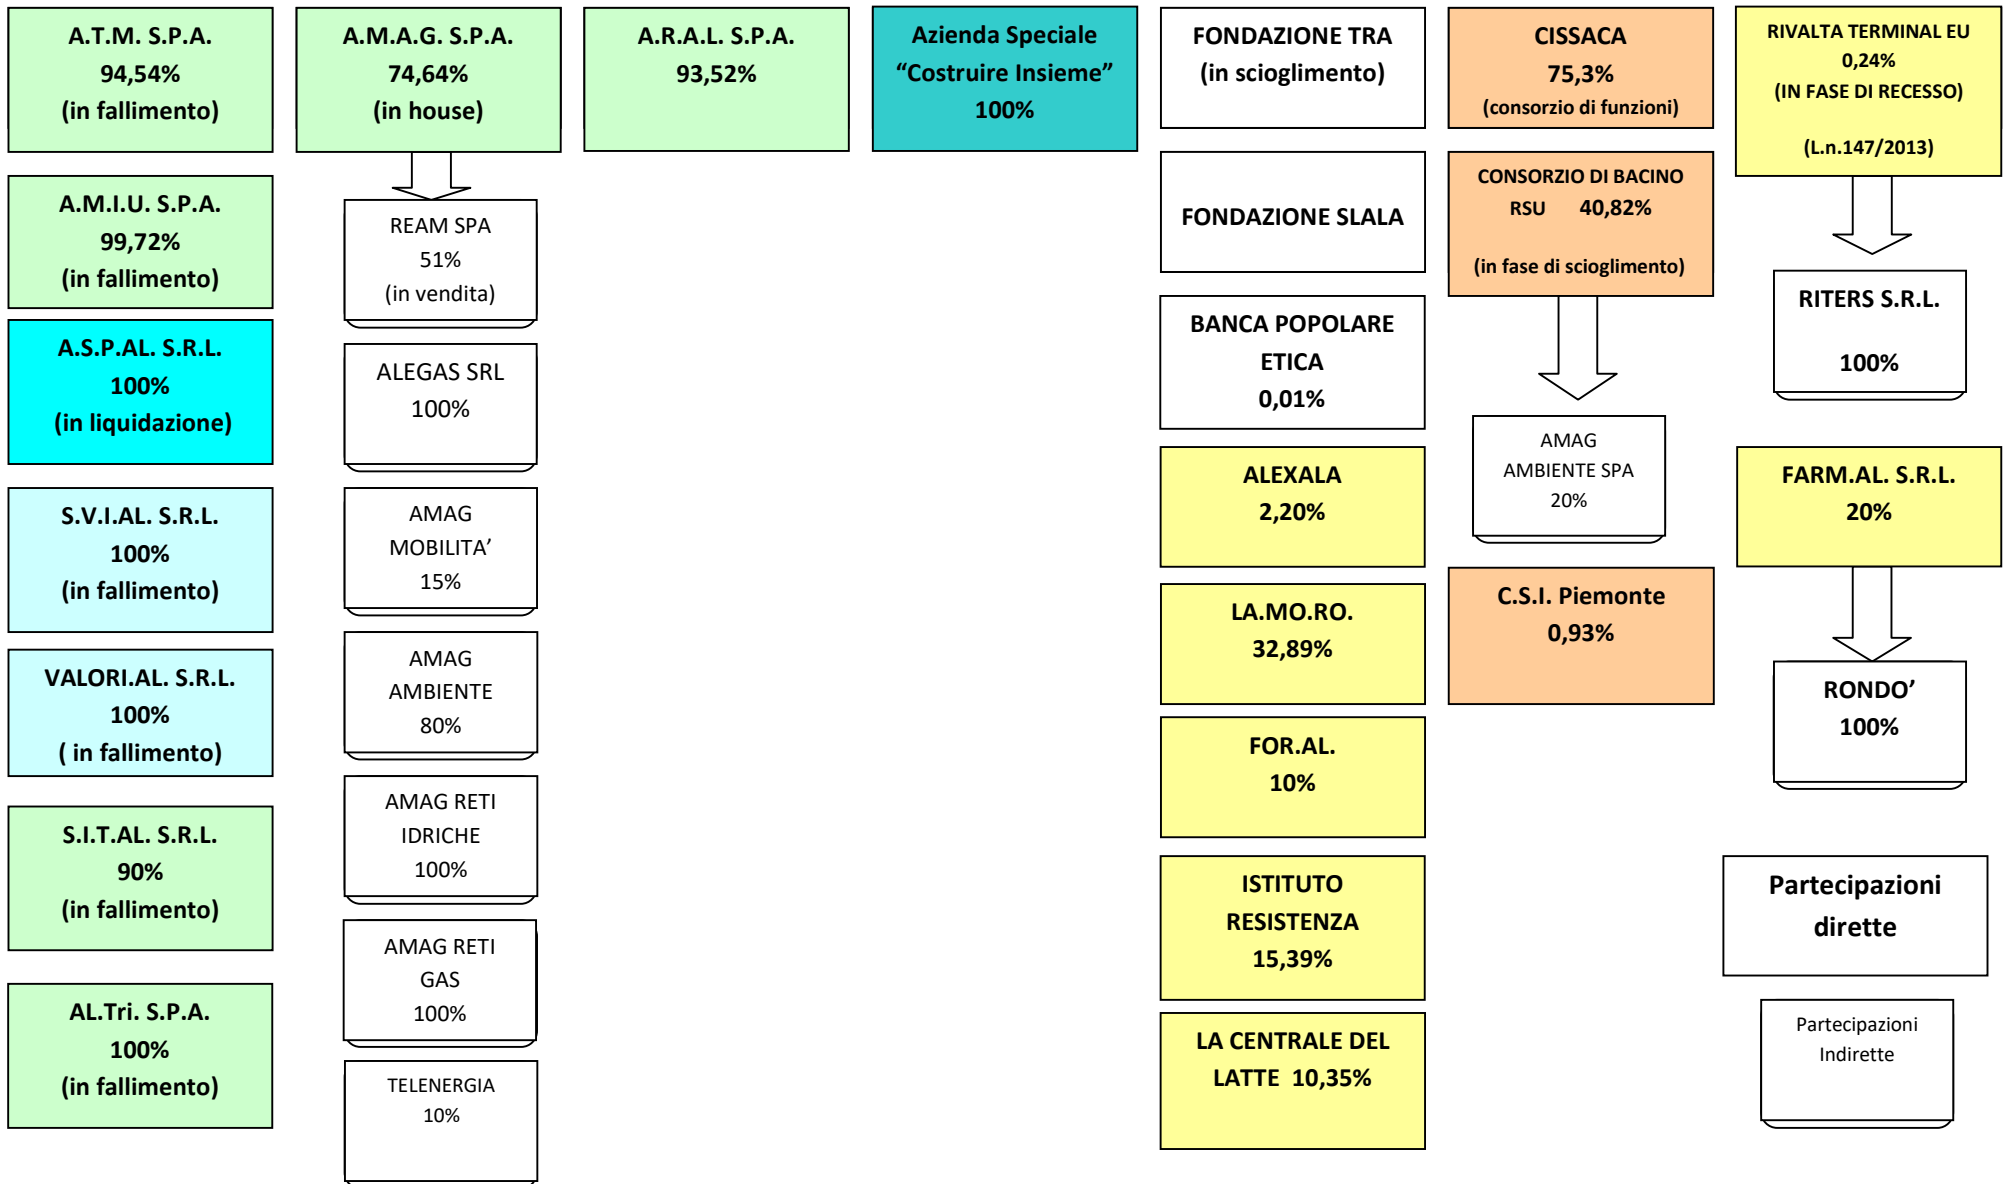 A.T.M. S.P.A.
94,54%
(in fallimento)
A.M.I.U. S.P.A.
99,72%
(in fallimento)
A.S.P.AL. S.R.L.
100%
(in liquidazione)
S.V.I.AL. S.R.L.
100%
(in fallimento)
VALORI.AL. S.R.L.
100%
( in fallimento)
S.I.T.AL. S.R.L.
90%
(in fallimento)
AL.Tri. S.P.A.
100%
(in fallimento)
A.M.A.G. S.P.A.
74,64%
(in house)
REAM SPA
51%
(in vendita)
ALEGAS SRL
100%
AMAG
MOBILITA’
15%
AMAG
AMBIENTE
80%
AMAG RETI
IDRICHE
100%
AMAG RETI
GAS
100%
TELENERGIA
10%
A.R.A.L. S.P.A.
93,52%
Azienda Speciale
“Costruire Insieme”
100%
FONDAZIONE TRA
(in scioglimento)
FONDAZIONE SLALA
BANCA POPOLARE
ETICA
0,01%
ALEXALA
2,20%
LA.MO.RO.
32,89%
FOR.AL.
10%
ISTITUTO
RESISTENZA
15,39%
LA CENTRALE DEL
LATTE 10,35%
CISSACA
75,3%
(consorzio di funzioni)
CONSORZIO DI BACINO
RSU 40,82%
(in fase di scioglimento)
AMAG
AMBIENTE SPA
20%
C.S.I. Piemonte
0,93%
RIVALTA TERMINAL EU
0,24%
(IN FASE DI RECESSO)
(L.n.147/2013)
RITERS S.R.L.
100%
FARM.AL. S.R.L.
20%
RONDO’
100%
Partecipazioni
dirette
Partecipazioni
Indirette